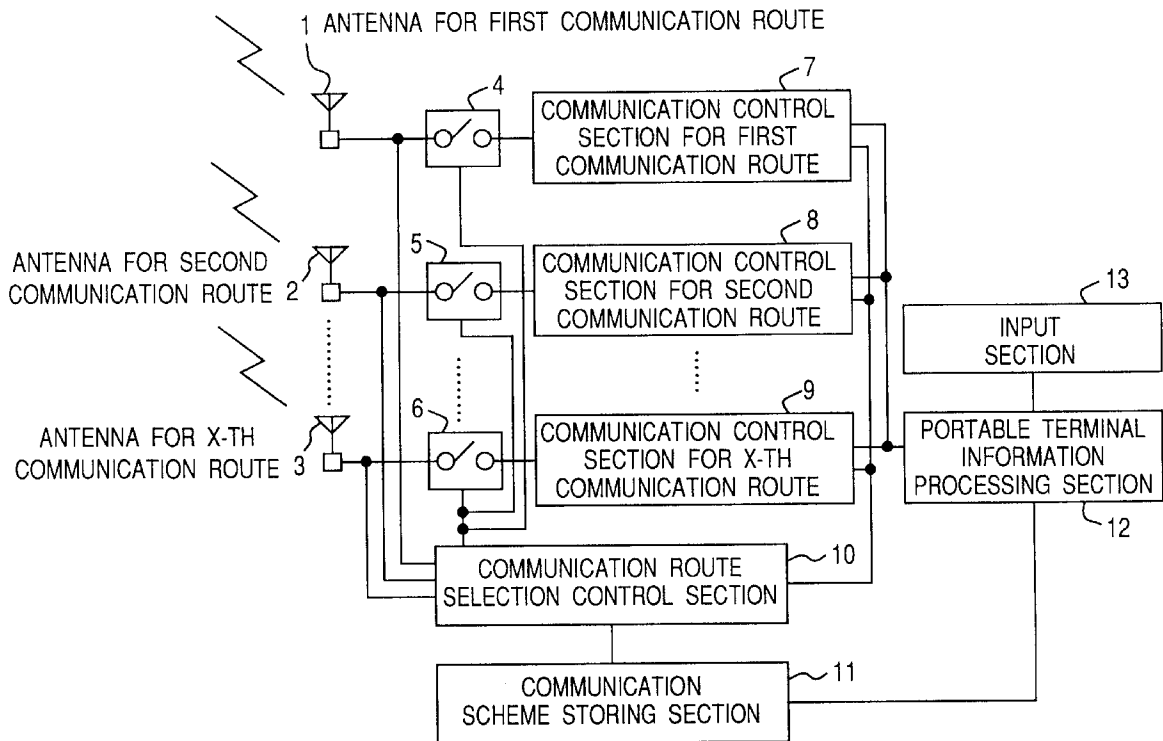 1 ANTENNA FOR FIRST COMMUNICATION ROUTE
4
7
COMMUNICATION CONTROL
SECTION FOR FIRST
COMMUNICATION ROUTE
ANTENNA FOR SECOND
COMMUNICATION ROUTE 2
5
8
COMMUNICATION CONTROL
SECTION FOR SECOND
COMMUNICATION ROUTE
13
INPUT
SECTION
ANTENNA FOR X-TH
COMMUNICATION ROUTE 3
6
9
COMMUNICATION CONTROL
SECTION FOR X-TH
COMMUNICATION ROUTE
PORTABLE TERMINAL
INFORMATION
PROCESSING SECTION
12
10
COMMUNICATION ROUTE
SELECTION CONTROL SECTION
11
COMMUNICATION
SCHEME STORING SECTION